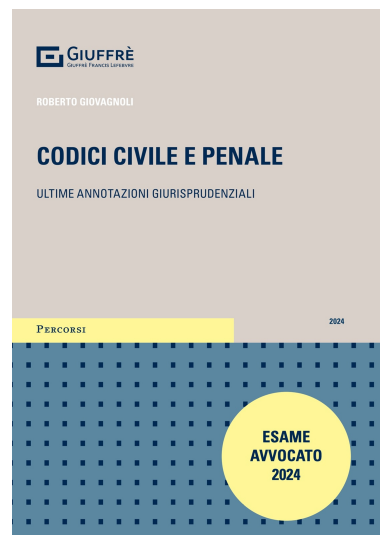 GIUFFRÈ
GIUFFRÈ FRANCIS LEFEBVRE
ROBERTO GIOVAGNOLI
CODICI CIVILE E PENALE
ULTIME ANNOTAZIONI GIURISPRUDENZIALI
PERCORSI
2024
ESAME
AVVOCATO
2024